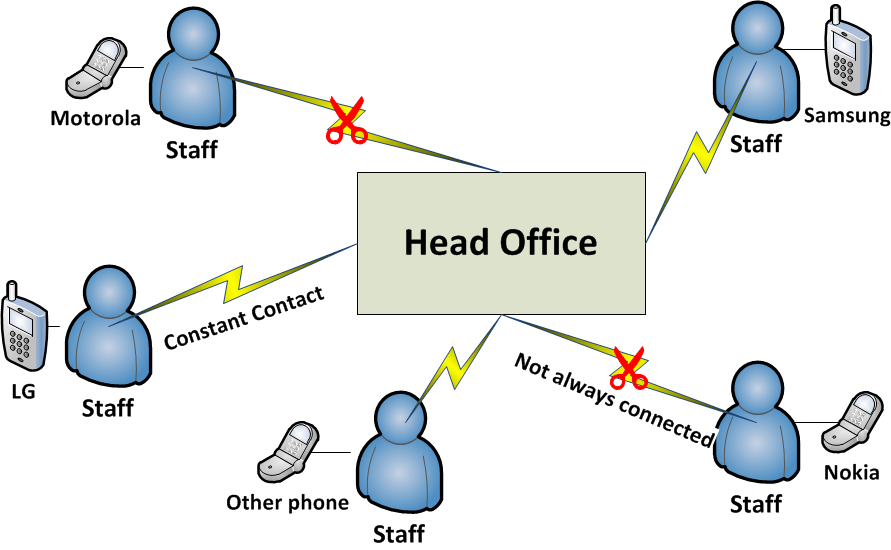 Motorola
Staff
Samsung
Staff
Head Office
Constant Contact
LG
Staff
Not always connected
Other phone
Staff
Nokia
Staff